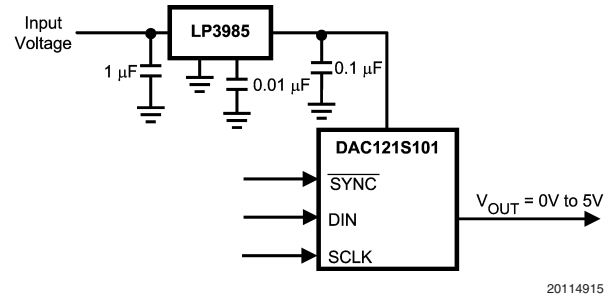 Input
Voltage
LP3985
1 μF
0.01 μF
0.1 μF
DAC121S101
SYNC
DIN
SCLK
VOUT = 0V to 5V
20114915